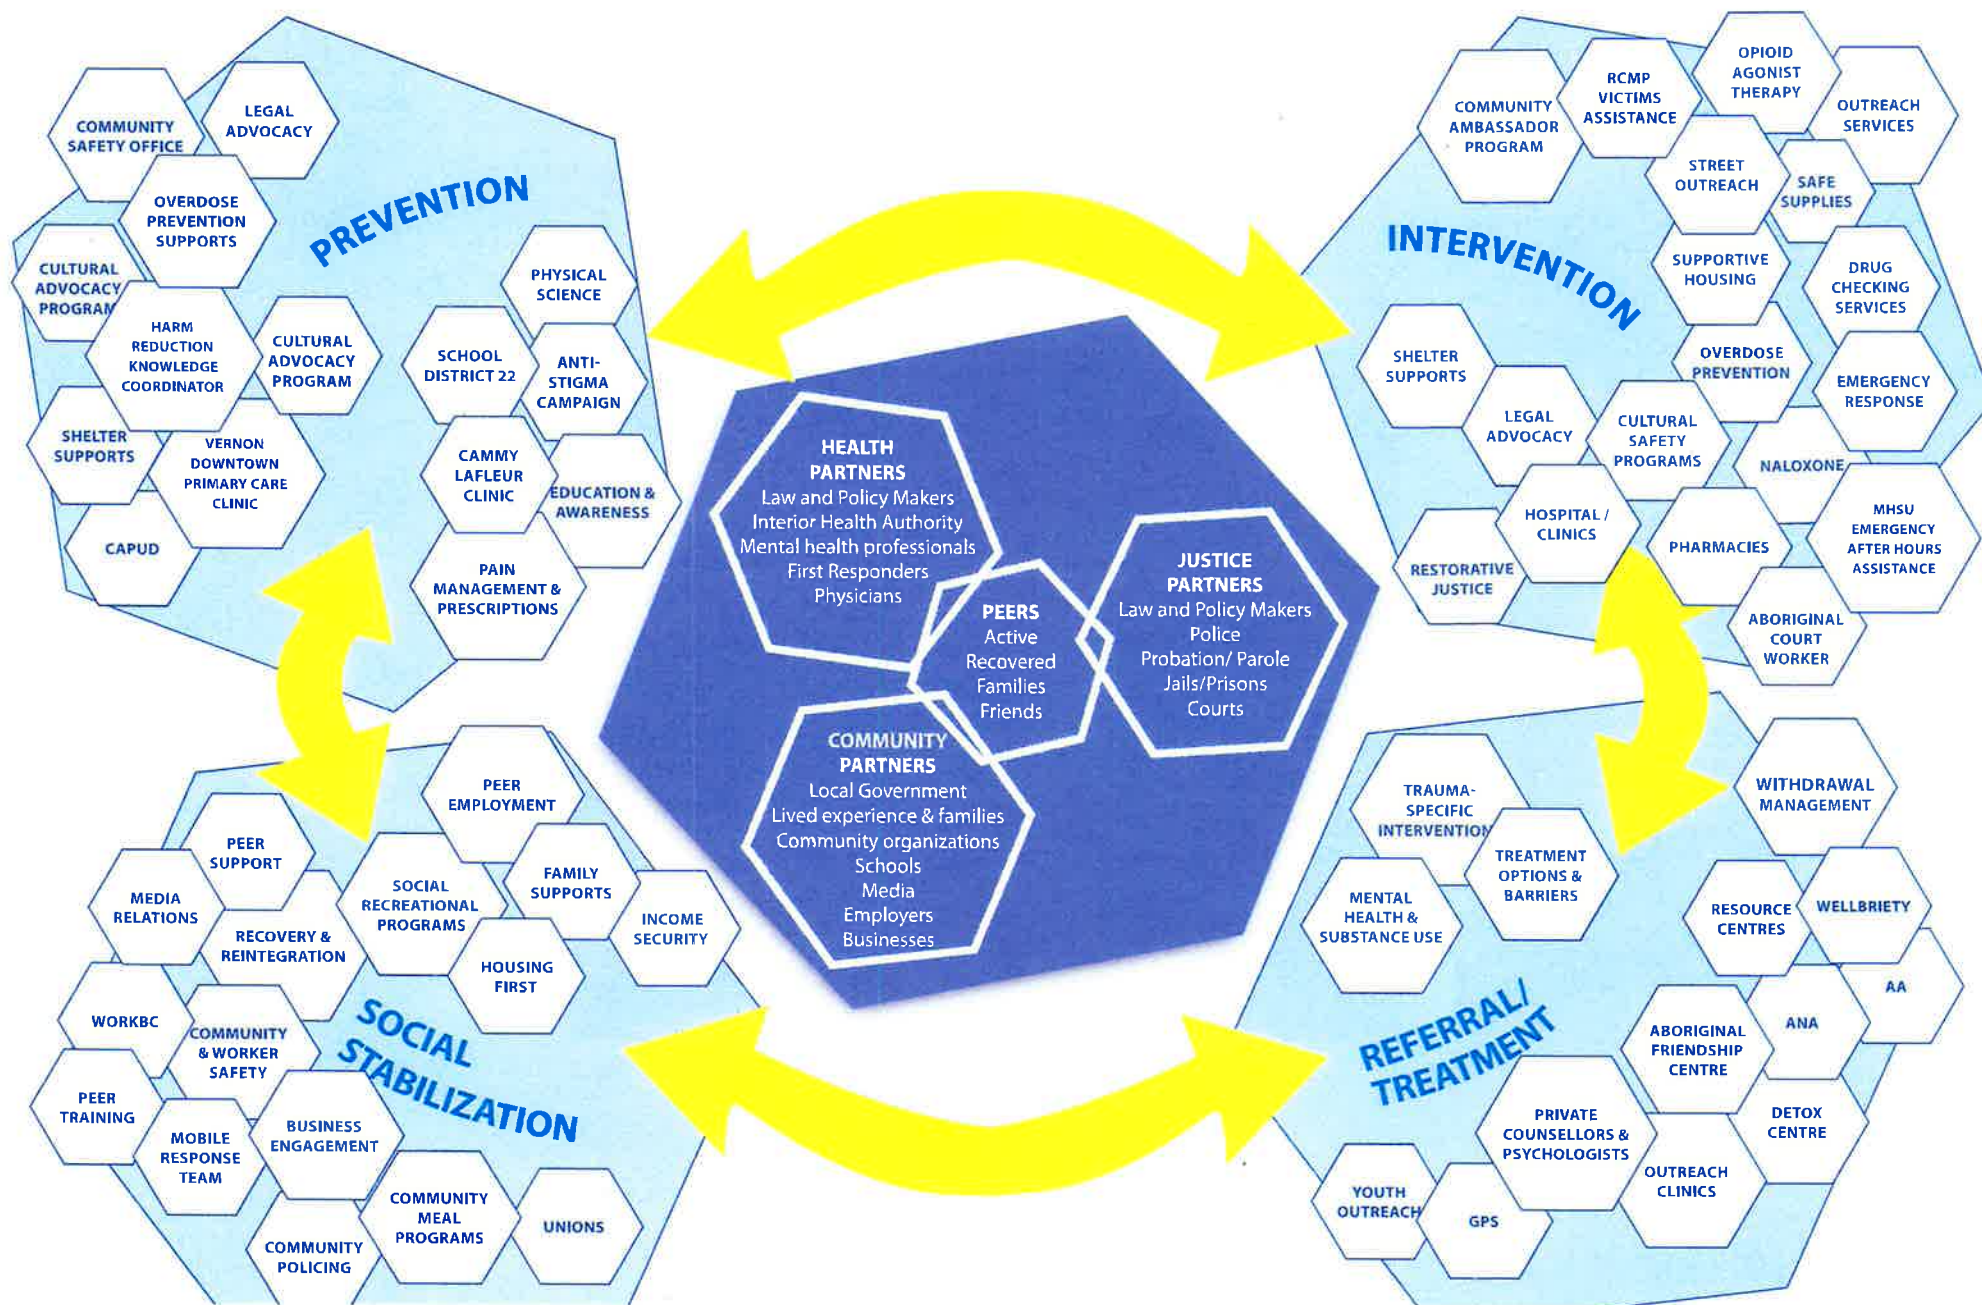 COMMUNITY
SAFETY OFFICE
LEGAL
ADVOCACY
OVERDOSE
PREVENTION
SUPPORTS
PREVENTION
CULTURAL
ADVOCACY
PROGRAM
PHYSICAL
SCIENCE
HARM
REDUCTION
KNOWLEDGE
COORDINATOR
CULTURAL
ADVOCACY
PROGRAM
SCHOOL
DISTRICT 22
ANTI-
STIGMA
CAMPAIGN
SHELTER
SUPPORTS
VERNON
DOWNTOWN
PRIMARY CARE
CLINIC
CAMMY
LAFLEUR
CLINIC
EDUCATION &
AWARENESS
CAPUD
PAIN
MANAGEMENT &
PRESCRIPTIONS
COMMUNITY
AMBASSADOR
PROGRAM
RCMP
VICTIMS
ASSISTANCE
OPIOID
AGONIST
THERAPY
OUTREACH
SERVICES
STREET
OUTREACH
SAFE
SUPPLIES
INTERVENTION
SUPPORTIVE
HOUSING
DRUG
CHECKING
SERVICES
SHELTER
SUPPORTS
OVERDOSE
PREVENTION
EMERGENCY
RESPONSE
LEGAL
ADVOCACY
CULTURAL
SAFETY
PROGRAMS
NALOXONE
HOSPITAL /
CLINICS
PHARMACIES
MHSU
EMERGENCY
AFTER HOURS
ASSISTANCE
RESTORATIVE
JUSTICE
ABORIGINAL
COURT
WORKER
HEALTH
PARTNERS
Law and Policy Makers
Interior Health Authority
Mental health professionals
First Responders
Physicians
JUSTICE
PARTNERS
Law and Policy Makers
Police
Probation/ Parole
Jails/Prisons
Courts
PEERS
Active
Recovered
Families
Friends
COMMUNITY
PARTNERS
Local Government
Lived experience & families
Community organizations
Schools
Media
Employers
Businesses
PEER
EMPLOYMENT
PEER
SUPPORT
MEDIA
RELATIONS
SOCIAL
RECREATIONAL
PROGRAMS
FAMILY
SUPPORTS
INCOME
SECURITY
RECOVERY &
REINTEGRATION
HOUSING
FIRST
WORKBC
COMMUNITY
& WORKER
SAFETY
SOCIAL
STABILIZATION
PEER
TRAINING
MOBILE
RESPONSE
TEAM
BUSINESS
ENGAGEMENT
COMMUNITY
MEAL
PROGRAMS
UNIONS
COMMUNITY
POLICING
TRAUMA-
SPECIFIC
INTERVENTION
WITHDRAWAL
MANAGEMENT
TREATMENT
OPTIONS &
BARRIERS
MENTAL
HEALTH &
SUBSTANCE USE
RESOURCE
CENTRES
WELLBRIETY
AA
ANA
ABORIGINAL
FRIENDSHIP
CENTRE
REFERRAL/
TREATMENT
PRIVATE
COUNSELLORS &
PSYCHOLOGISTS
DETOX
CENTRE
OUTREACH
CLINICS
YOUTH
OUTREACH
GPS